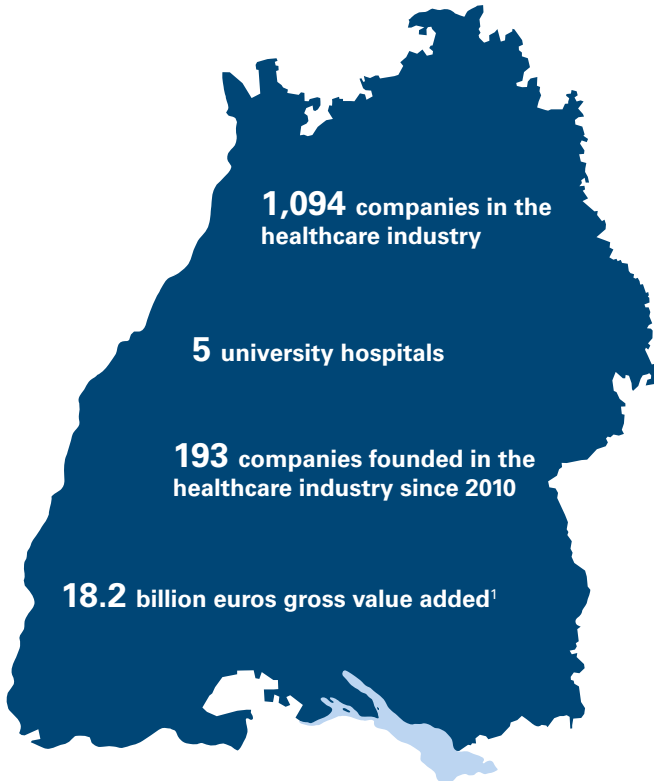 1,094 companies in the
healthcare industry
5 university hospitals
193 companies founded in the
healthcare industry since 2010
18.2 billion euros gross value added¹